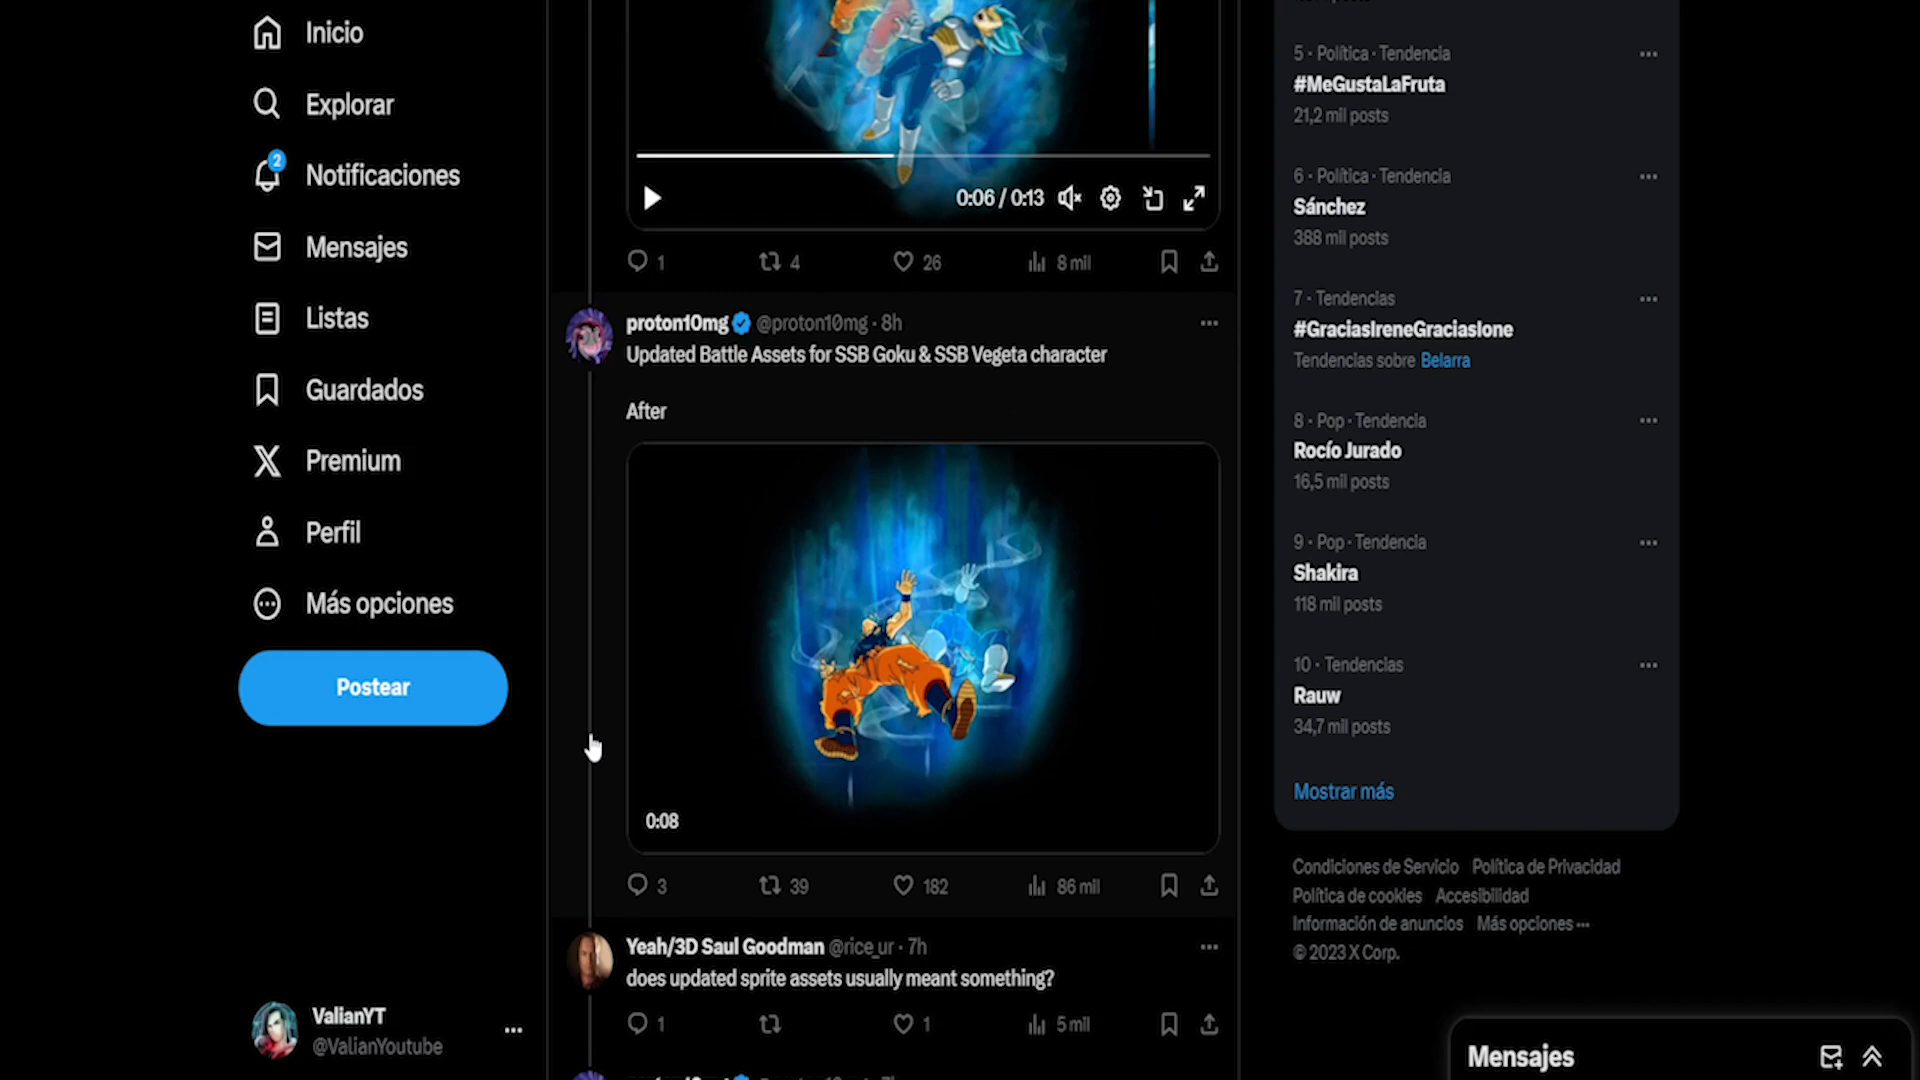 Inicio
Explorar
2
Notificaciones
Mensajes
Listas
Guardados
Premium
Perfil
Más opciones
Postear
ValianYT
@ValianYoutube
0:06 / 0:13
1
4
26
8 mil
proton10mg @proton10mg · 8h
Updated Battle Assets for SSB Goku & SSB Vegeta character
After
0:08
3
39
182
86 mil
Yeah/3D Saul Goodman @rice_ur · 7h
does updated sprite assets usually meant something?
1
1
5 mil
5 · Política · Tendencia
#MeGustaLaFruta
21,2 mil posts
6 · Política · Tendencia
Sánchez
388 mil posts
7 · Tendencias
#GraciasIreneGraciasIone
Tendencias sobre Belarra
8 · Pop · Tendencia
Rocío Jurado
16,5 mil posts
9 · Pop · Tendencia
Shakira
118 mil posts
10 · Tendencias
Rauw
34,7 mil posts
Mostrar más
Condiciones de Servicio Política de Privacidad
Política de cookies Accesibilidad
Información de anuncios Más opciones ···
© 2023 X Corp.
Mensajes